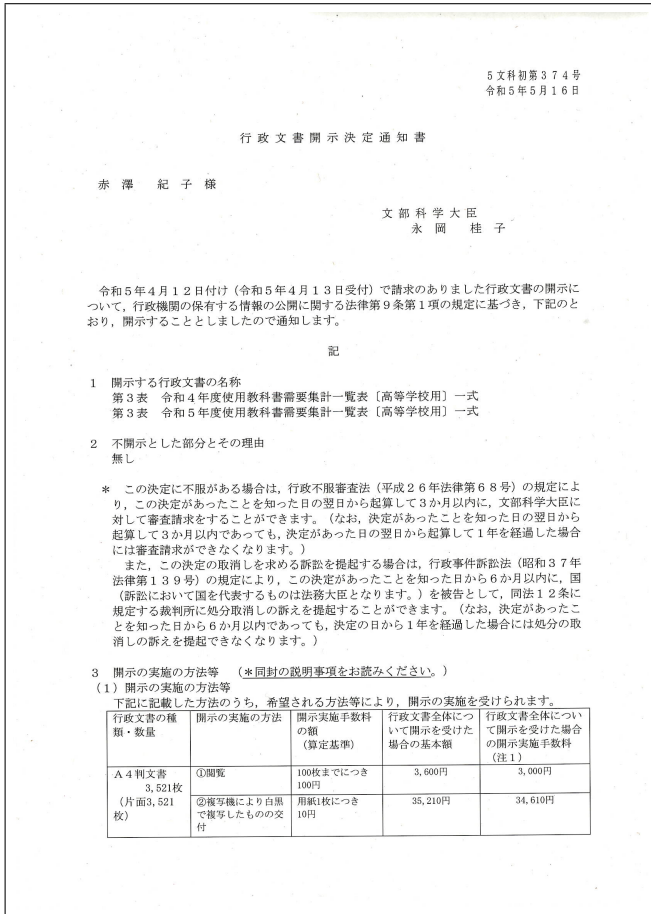 5文科初第374号
令和5年5月16日
行政文書開示決定通知書
赤澤 紀子様
文部科学大臣
永岡 桂子
令和5年4月12日付け（令和5年4月13日受付）で請求のありました行政文書の開示に
ついて，行政機関の保有する情報の公開に関する法律第9条第1項の規定に基づき，下記のと
おり，開示することとしましたので通知します。
記
1 開示する行政文書の名称
第3表 令和4年度使用教科書需要集計一覧表〔高等学校用〕一式
第3表 令和5年度使用教科書需要集計一覧表〔高等学校用〕一式
2 不開示とした部分とその理由
無し
＊ この決定に不服がある場合は，行政不服審査法（平成26年法律第68号）の規定によ
り，この決定があったことを知った日の翌日から起算して3か月以内に，文部科学大臣に
対して審査請求をすることができます。（なお，決定があったことを知った日の翌日から
起算して3か月以内であっても，決定があった日の翌日から起算して1年を経過した場合
には審査請求ができなくなります。）
また，この決定の取消しを求める訴訟を提起する場合は，行政事件訴訟法（昭和37年
法律第139号）の規定により，この決定があったことを知った日から6か月以内に，国
（訴訟において国を代表するものは法務大臣となります。）を被告として，同法12条に
規定する裁判所に処分取消しの訴えを提起することができます。（なお，決定があったこ
とを知った日から6か月以内であっても，決定の日から1年を経過した場合には処分の取
消しの訴えを提起できなくなります。）
3 開示の実施の方法等 （＊同封の説明事項をお読みください。）
（1）開示の実施の方法等
下記に記載した方法のうち，希望される方法等により，開示の実施を受けられます。
行政文書の種類・数量 開示の実施の方法 開示実施手数料の額（算定基準） 行政文書全体について開示を受けた場合の基本額 行政文書全体について開示を受けた場合の開示実施手数料（注1）
A4判文書 3,521枚（片面3,521枚） ①閲覧 100枚までにつき100円 3,600円 3,000円
②複写機により白黒で複写したものの交付 用紙1枚につき10円 35,210円 34,610円